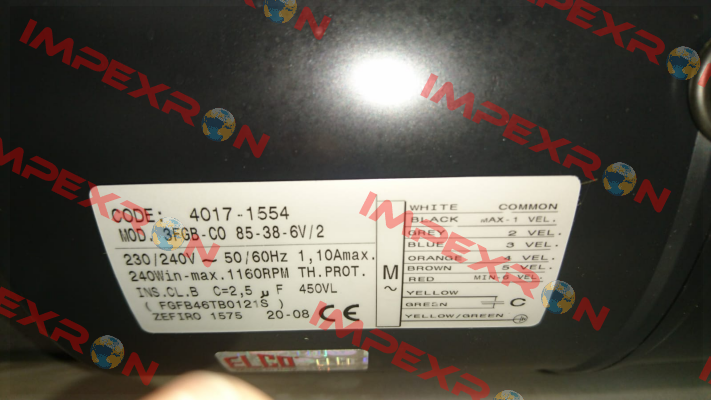 IMPEXRON
IMPEXRON
IMPEXRON
IMPEXRON
IMPEXRON
IMPEXRON
CODE: 4017-1554
MOD. 3FGB-CO 85-38-6V/2
230/240V ~ 50/60Hz 1,10Amax.
240Win-max.1160RPM TH.PROT.
INS.CL.B C=2,5 µF 450VL
( FGFB46TB0121S )
ZEFIRO 1575 20-08 CE
M
~
WHITE COMMON
BLACK MAX-1 VEL.
GREY 2 VEL.
BLUE 3 VEL.
ORANGE 4 VEL.
BROWN 5 VEL.
RED MIN-6 VEL.
YELLOW
GREEN C
YELLOW/GREEN
ELCO